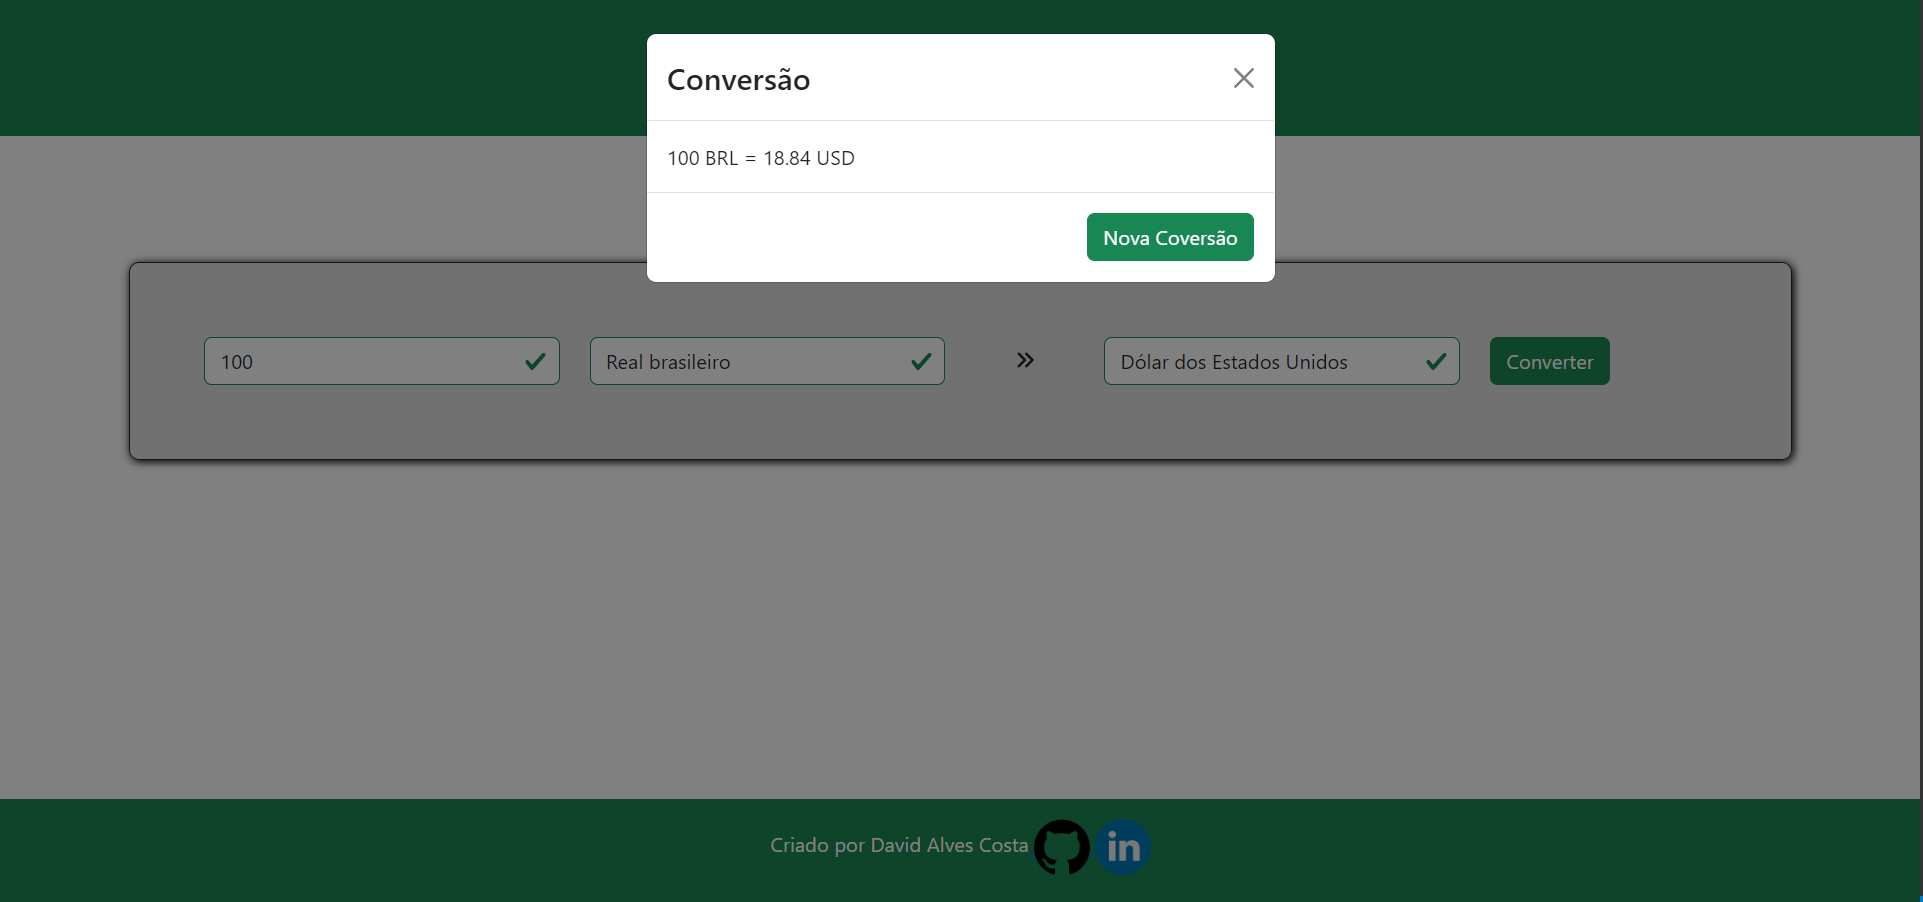 Conversão
100 BRL = 18.84 USD
Nova Coversão
100
Real brasileiro
Dólar dos Estados Unidos
Converter
Criado por David Alves Costa
in